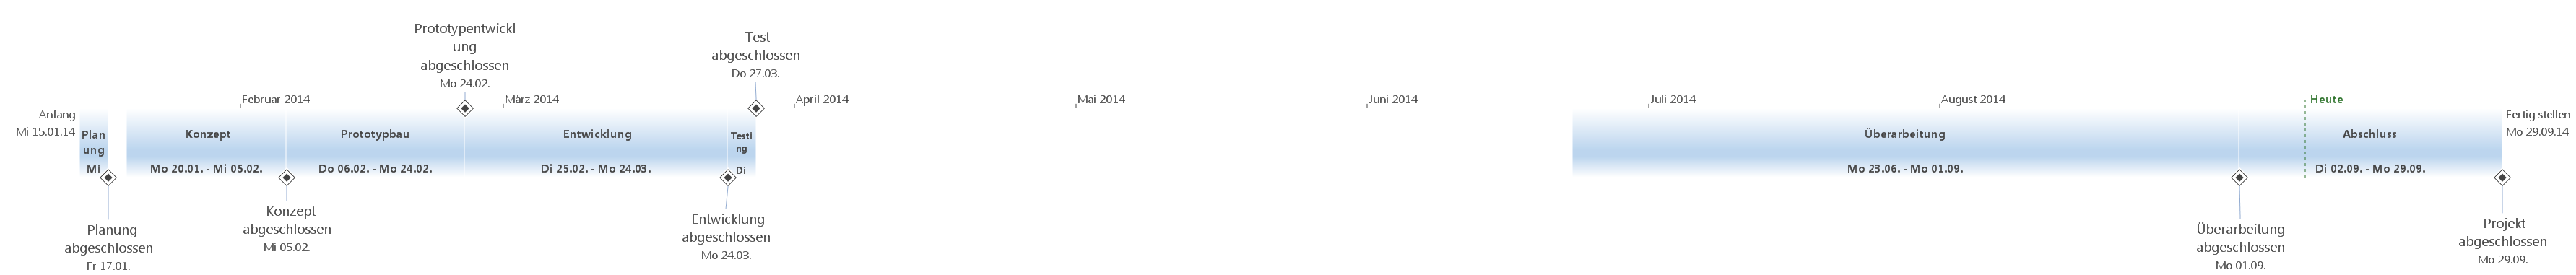 Prototypentwickl
ung
abgeschlossen
Mo 24.02.
Test
abgeschlossen
Do 27.03.
Februar 2014
März 2014
April 2014
Mai 2014
Juni 2014
Juli 2014
August 2014
Heute
Anfang
Mi 15.01.14
Plan
ung
Mi
Konzept
Mo 20.01. - Mi 05.02.
Prototypbau
Do 06.02. - Mo 24.02.
Entwicklung
Di 25.02. - Mo 24.03.
Testi
ng
Di
Überarbeitung
Mo 23.06. - Mo 01.09.
Abschluss
Di 02.09. - Mo 29.09.
Fertig stellen
Mo 29.09.14
Planung
abgeschlossen
Fr 17.01.
Konzept
abgeschlossen
Mi 05.02.
Entwicklung
abgeschlossen
Mo 24.03.
Überarbeitung
abgeschlossen
Mo 01.09.
Projekt
abgeschlossen
Mo 29.09.